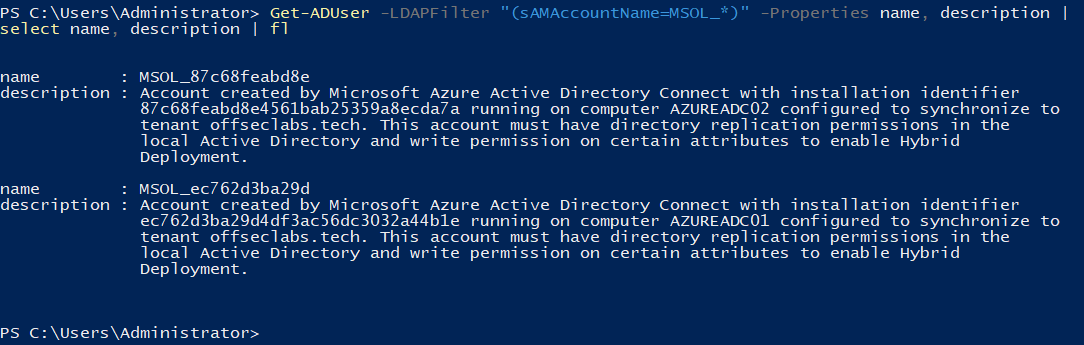 PS C:\Users\Administrator> Get-ADUser -LDAPFilter "(sAMAccountName=MSOL_*)" -Properties name, description |
select name, description | fl
name        : MSOL_87c68feabd8e
description : Account created by Microsoft Azure Active Directory Connect with installation identifier
87c68feabd8e4561bab25359a8ecda7a running on computer AZUREADC02 configured to synchronize to
tenant offseclabs.tech. This account must have directory replication permissions in the
local Active Directory and write permission on certain attributes to enable Hybrid
Deployment.
name        : MSOL_ec762d3ba29d
description : Account created by Microsoft Azure Active Directory Connect with installation identifier
ec762d3ba29d4df3ac56dc3032a44b1e running on computer AZUREADC01 configured to synchronize to
tenant offseclabs.tech. This account must have directory replication permissions in the
local Active Directory and write permission on certain attributes to enable Hybrid
Deployment.
PS C:\Users\Administrator>